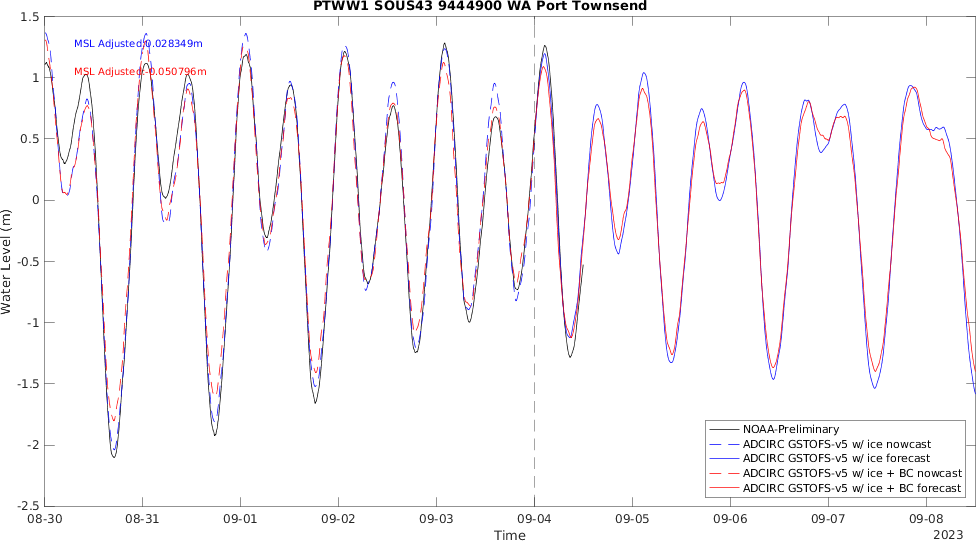 PTWW1 SOUS43 9444900 WA Port Townsend
1.5
MSL Adjusted:0.028349m
MSL Adjusted:-0.050796m
1
0.5
0
-0.5
-1
-1.5
-2
-2.5
Water Level (m)
NOAA-Preliminary
ADCIRC GSTOFS-v5 w/ ice nowcast
ADCIRC GSTOFS-v5 w/ ice forecast
ADCIRC GSTOFS-v5 w/ ice + BC nowcast
ADCIRC GSTOFS-v5 w/ ice + BC forecast
08-30 08-31 09-01 09-02 09-03 09-04 09-05 09-06 09-07 09-08
Time
2023